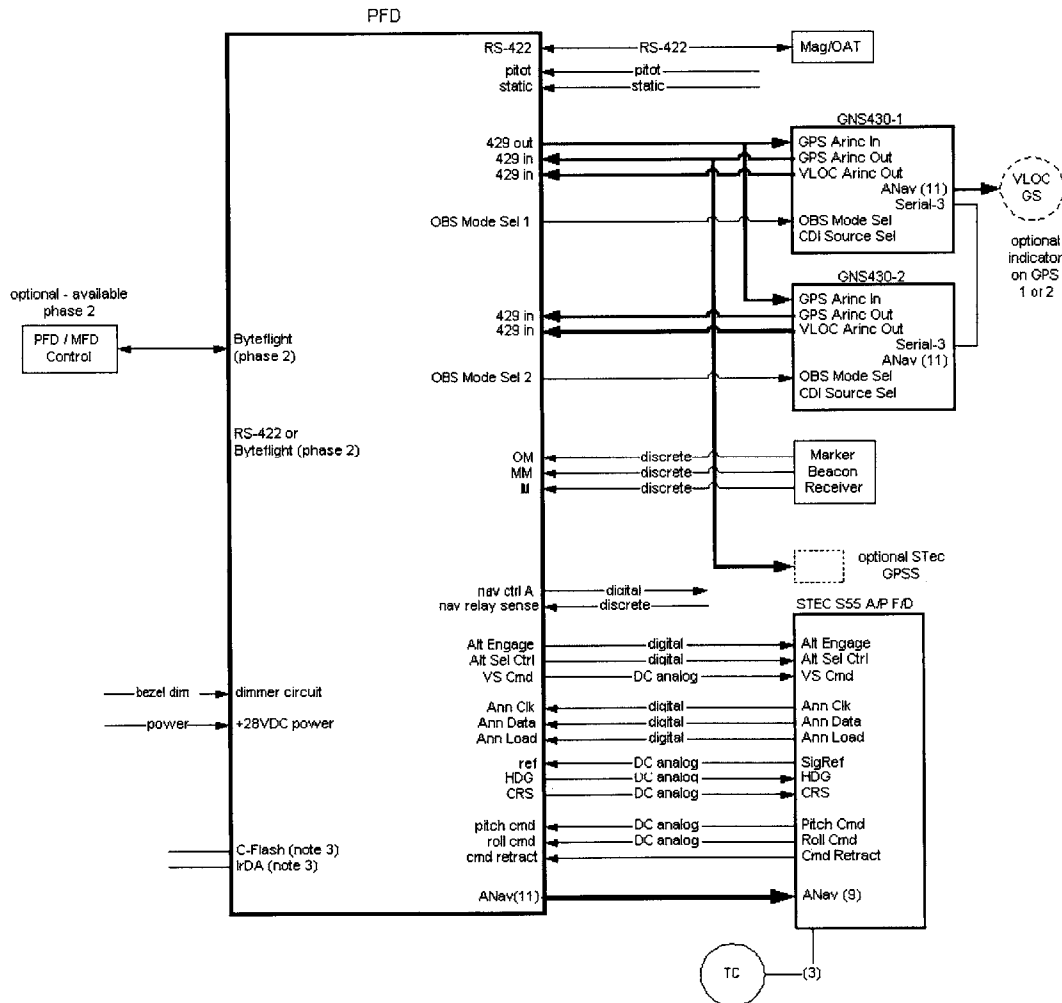 PFD
RS-422
RS-422
Mag/OAT
pitot
pitot
static
static
GNS430-1
429 out
GPS Arinc In
429 in
GPS Arinc Out
429 in
VLOC Arinc Out
ANav (11)
Serial-3
VLOC
GS
OBS Mode Sel 1
OBS Mode Sel
CDI Source Sel
optional
indicator
on GPS
1 or 2
GNS430-2
optional - available
phase 2
GPS Arinc In
429 in
GPS Arinc Out
429 in
VLOC Arinc Out
PFD / MFD
Control
Byteflight
(phase 2)
Serial-3
ANav (11)
OBS Mode Sel 2
OBS Mode Sel
CDI Source Sel
RS-422 or
Byteflight (phase 2)
OM
discrete
Marker
MM
discrete
Beacon
discrete
Receiver
optional STec
GPSS
nav ctrl A
digital
nav relay sense
discrete
STEC S55 A/P F/D
Alt Engage
digital
Alt Engage
Alt Sel Ctrl
digital
Alt Sel Ctrl
VS Cmd
DC analog
VS Cmd
bezel dim
dimmer circuit
Ann Clk
digital
Ann Clk
power
+28VDC power
Ann Data
digital
Ann Data
Ann Load
digital
Ann Load
ref
DC analog
SigRef
HDG
DC analog
HDG
CRS
DC analog
CRS
pitch cmd
DC analog
Pitch Cmd
roll cmd
DC analog
Roll Cmd
C-Flash (note 3)
cmd retract
Cmd Retract
IrDA (note 3)
ANav(11)
ANav (9)
TC
(3)